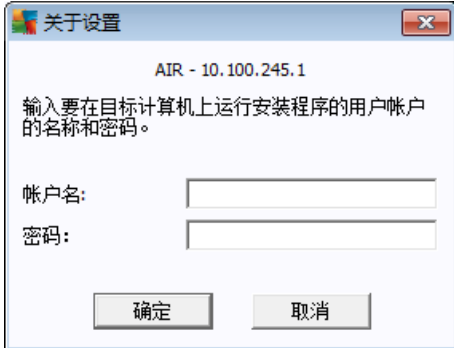 关于设置
AIR - 10.100.245.1
输入要在目标计算机上运行安装程序的用户帐户
的名称和密码。
帐户名:
密码:
确定
取消